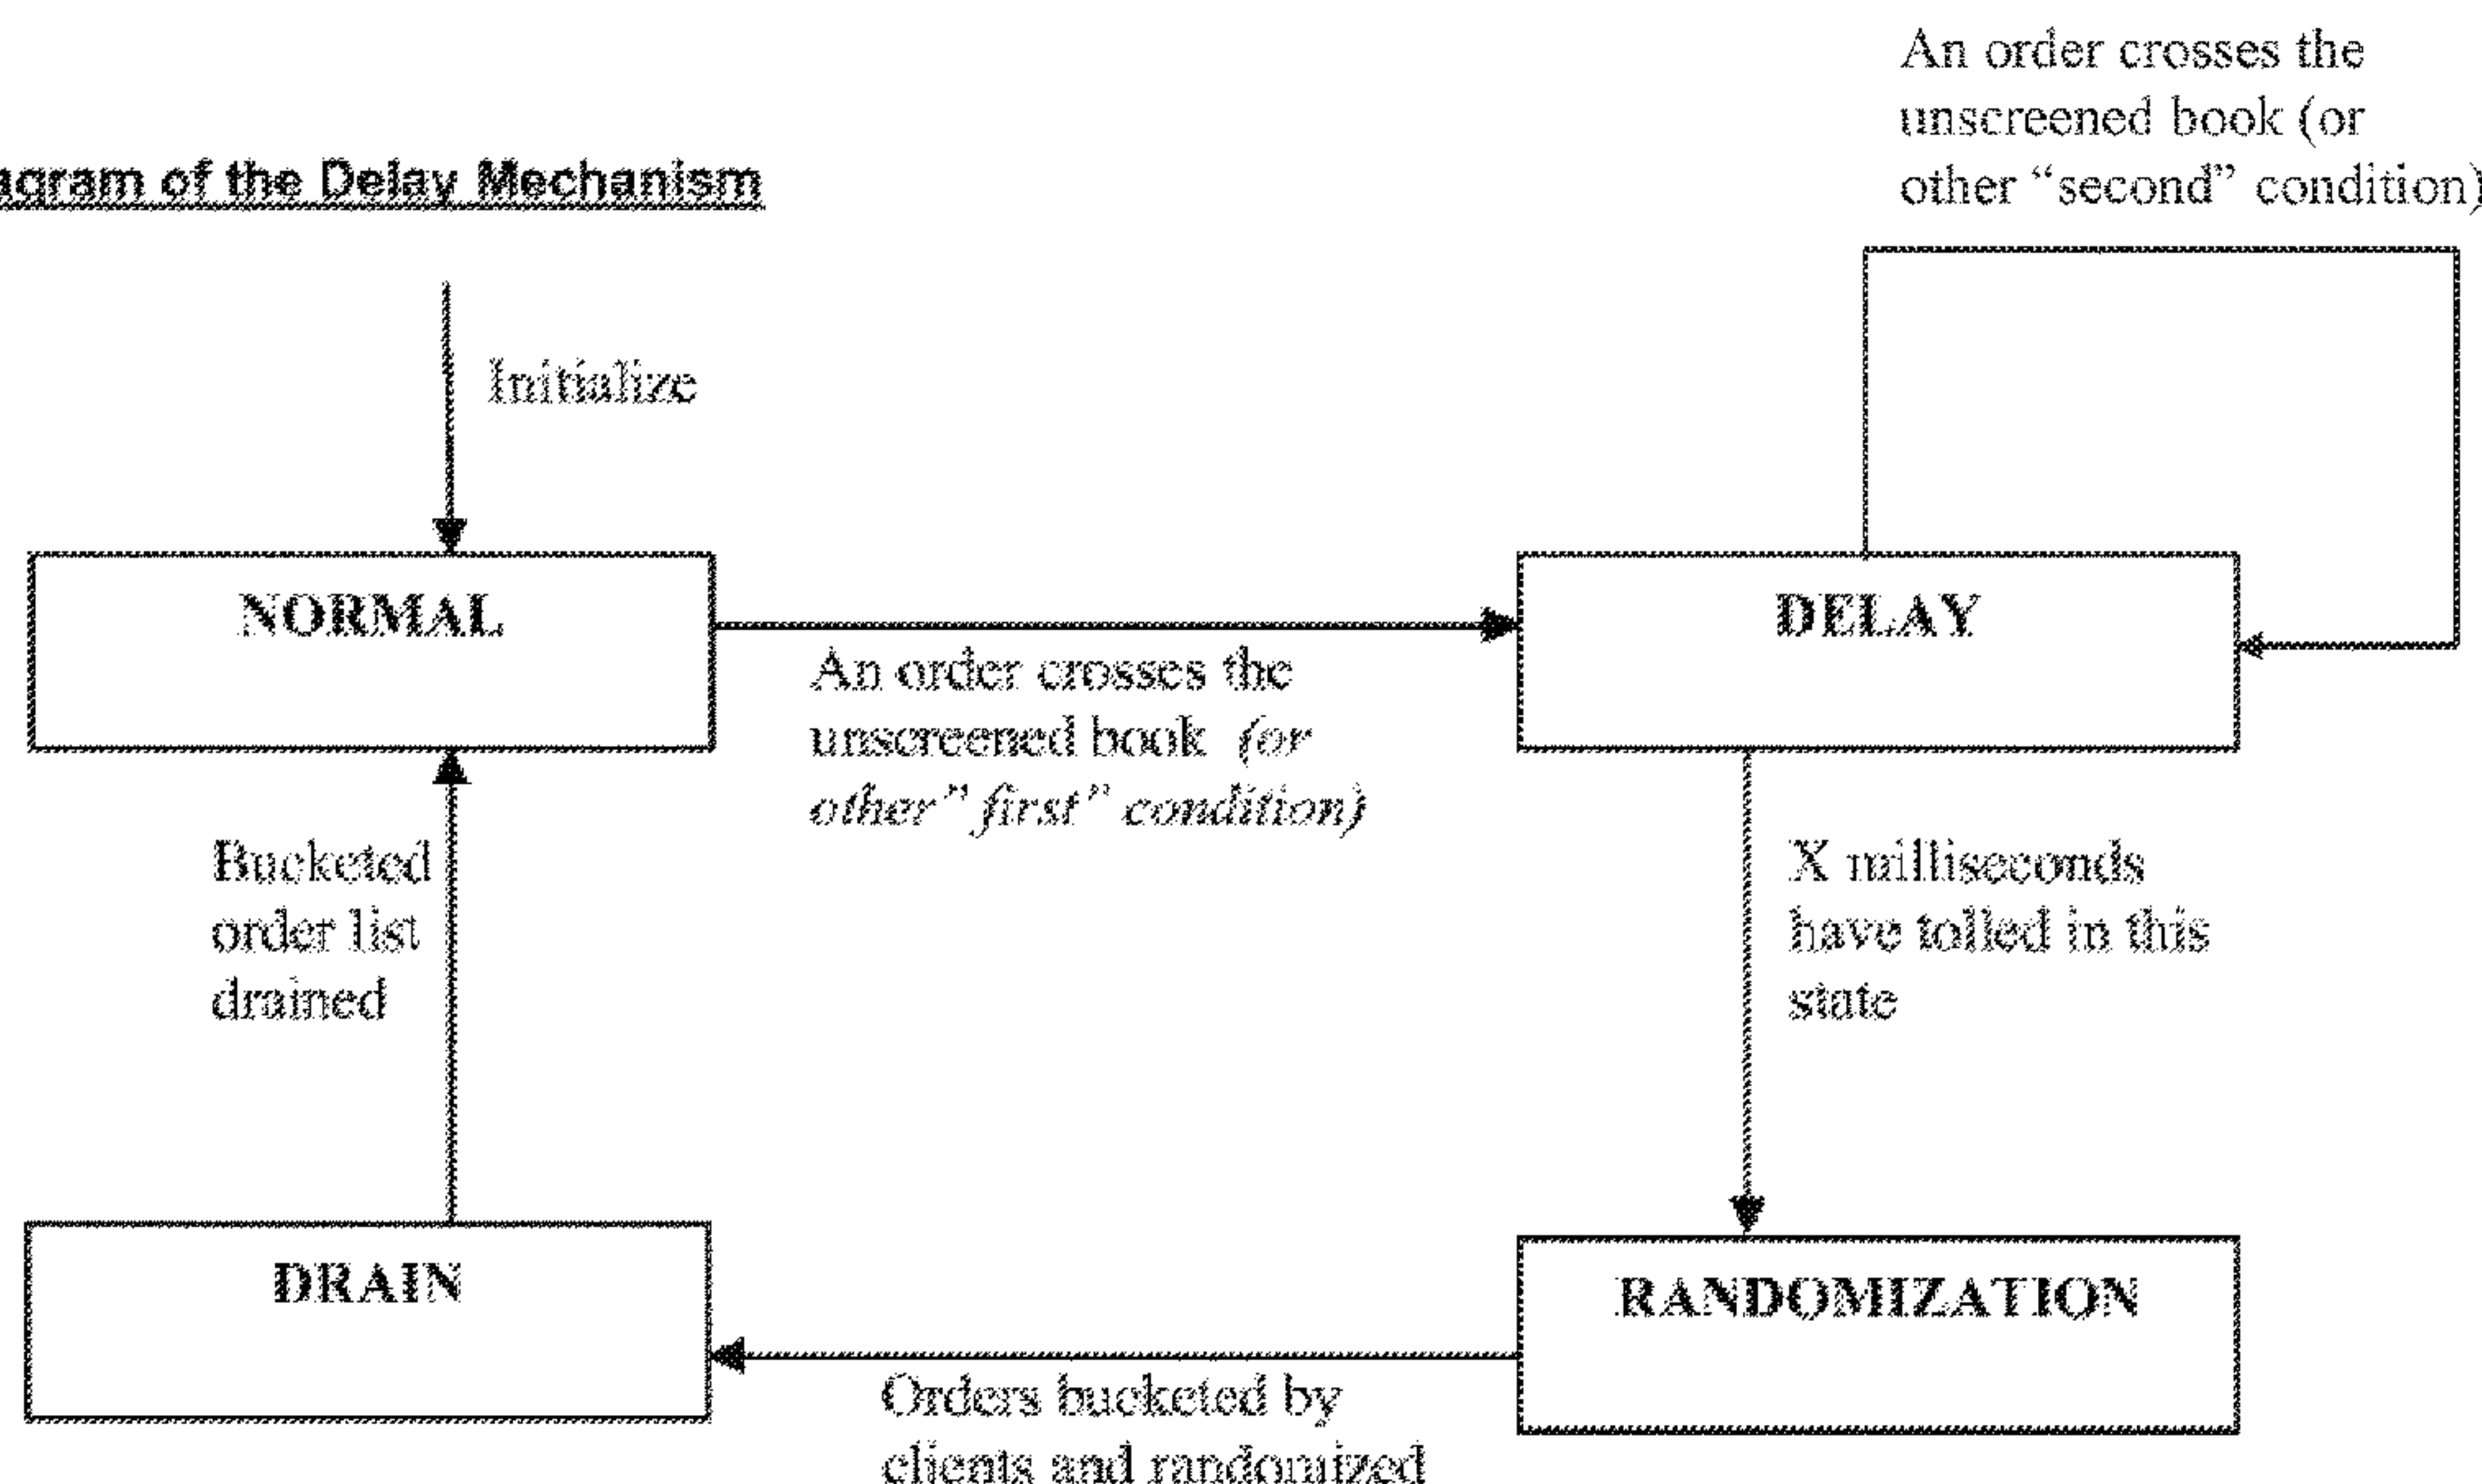 An order crosses the
unscreened book (or
other “second” condition)
agram of the Delay Mechanism
Initialize
NORMAL
DELAY
An order crosses the
unscreened book (or
other” first” condition)
Bucketed
order list
drained
X milliseconds
have tolled in this
state
DRAIN
RANDOMIZATION
Orders bucketed by
clients and randomized